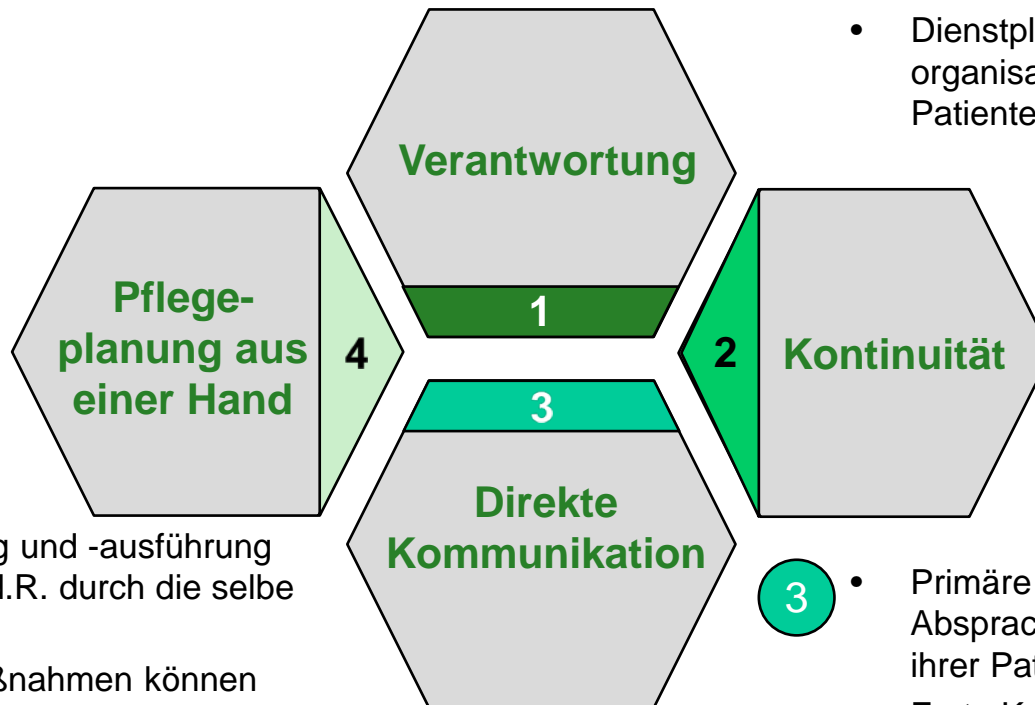 • Dienstpl
organisa
Patiente
Verantwortung
1
Pflege-
planung aus
einer Hand
4
2
Kontinuität
3
Direkte
Kommunikation
g und -ausführung
I.R. durch die selbe
ßnahmen können
3
• Primäre
Absprac
ihrer Pat